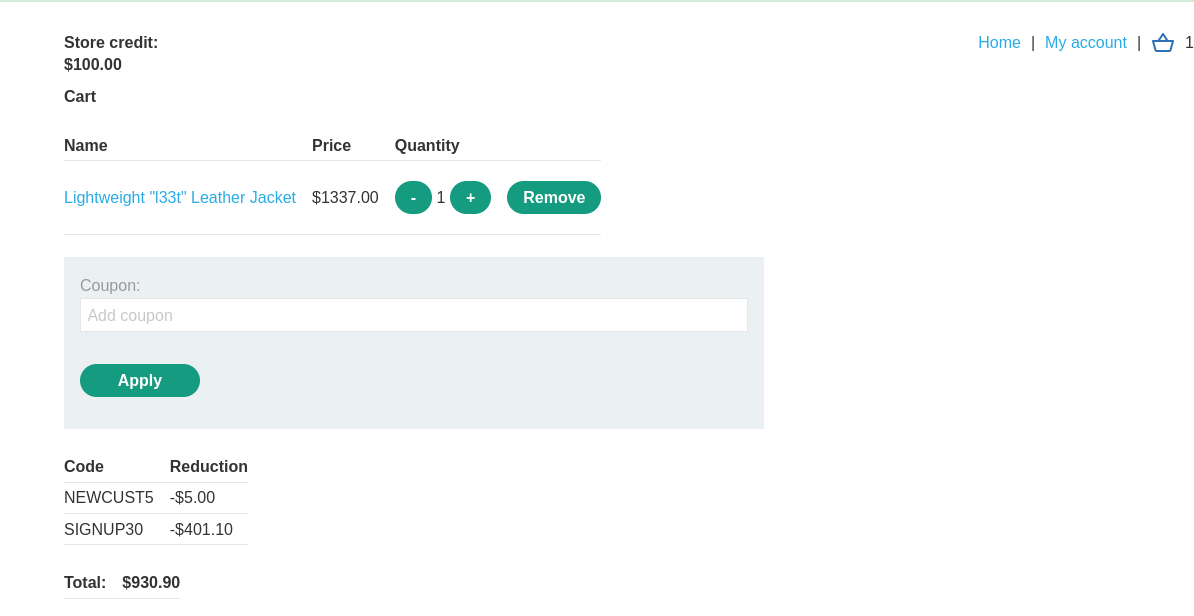 Store credit:
$100.00
Home | My account | 1
Cart
Name Price Quantity
Lightweight "l33t" Leather Jacket $1337.00 - 1 + Remove
Coupon:
Add coupon
Apply
Code Reduction
NEWCUST5 -$5.00
SIGNUP30 -$401.10
Total: $930.90